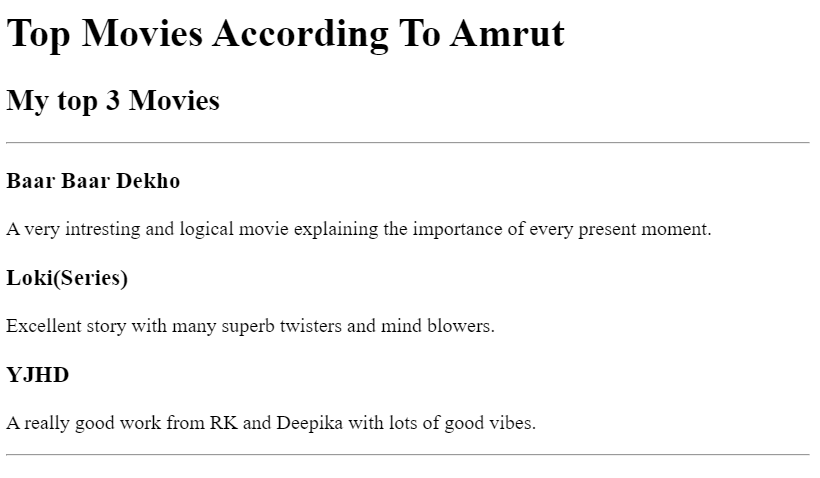 Top Movies According To Amrut
My top 3 Movies
Baar Baar Dekho
A very intresting and logical movie explaining the importance of every present moment.
Loki(Series)
Excellent story with many superb twisters and mind blowers.
YJHD
A really good work from RK and Deepika with lots of good vibes.